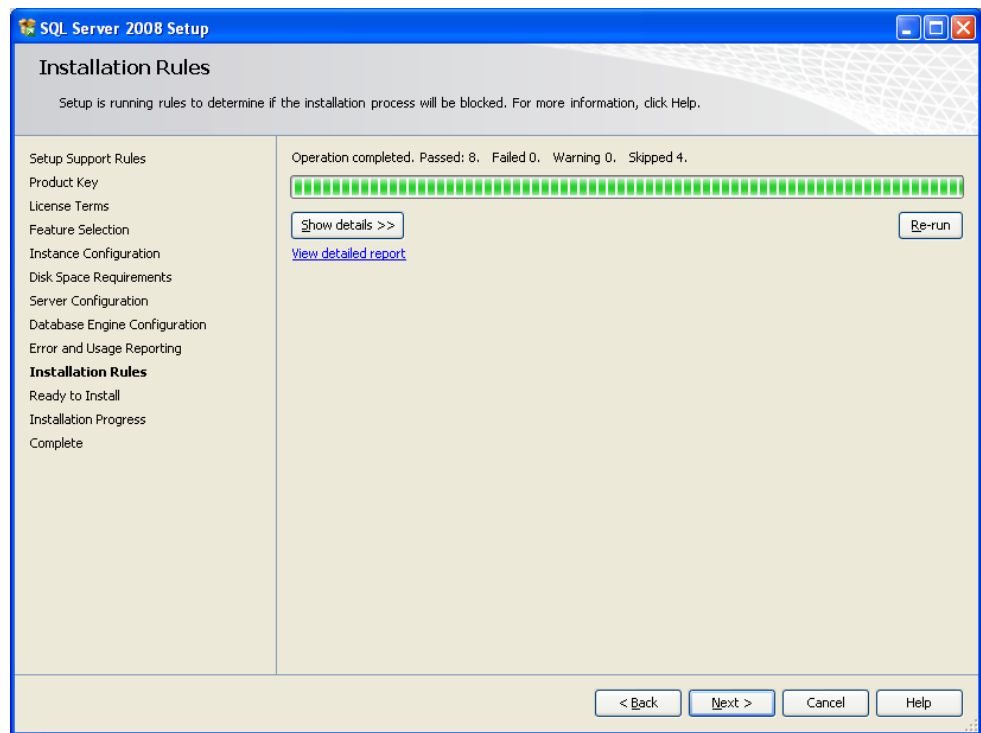 SQL Server 2008 Setup
Installation Rules
Setup is running rules to determine if the installation process will be blocked. For more information, click Help.
Setup Support Rules
Product Key
License Terms
Feature Selection
Instance Configuration
Disk Space Requirements
Server Configuration
Database Engine Configuration
Error and Usage Reporting
Installation Rules
Ready to Install
Installation Progress
Complete
Operation completed. Passed: 8. Failed 0. Warning 0. Skipped 4.
Show details >>
Re-run
View detailed report
< Back
Next >
Cancel
Help